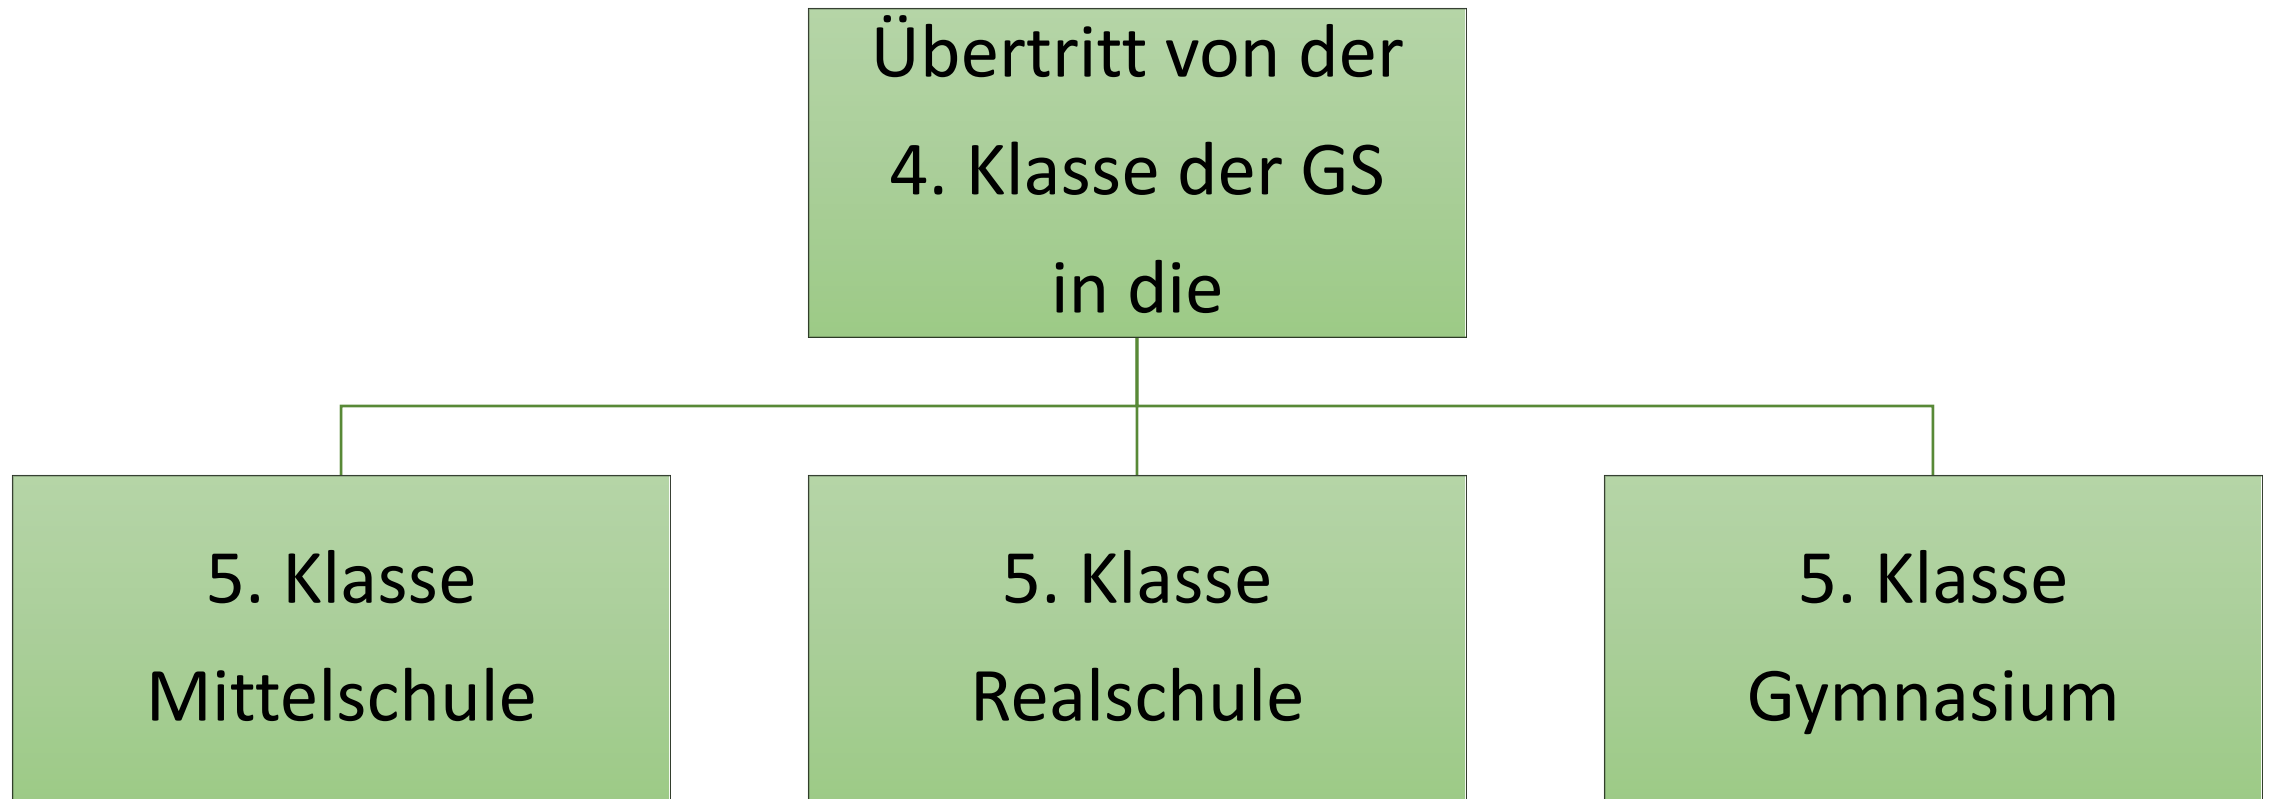 Übertritt von der
4. Klasse der GS
in die
5. Klasse
Mittelschule
5. Klasse
Realschule
5. Klasse
Gymnasium